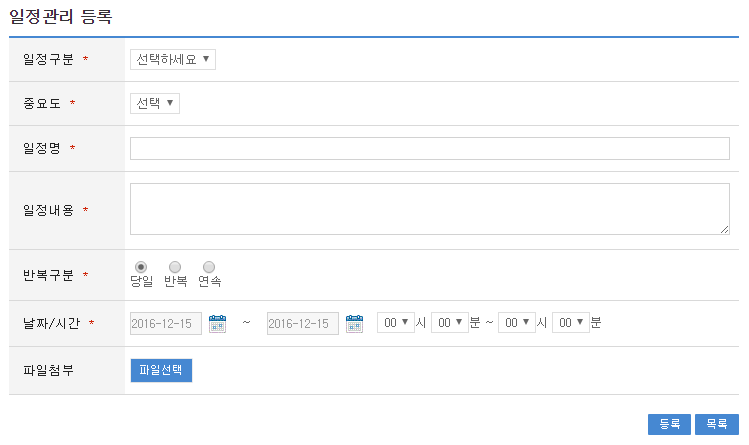 일정관리 등록
일정구분 * 선택하세요
중요도 * 선택
일정명 *
일정내용 *
반복구분 * 당일 반복 연속
날짜/시간 * 2016-12-15 ~ 2016-12-15 00 시 00 분 ~ 00 시 00 분
파일첨부 파일선택
등록 목록